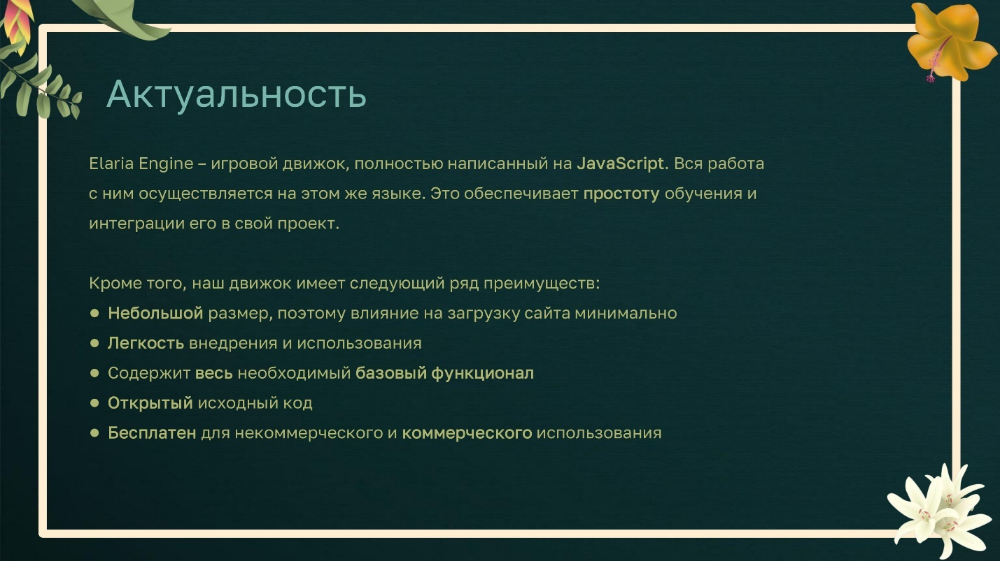 Актуальность
Elaria Engine – игровой движок, полностью написанный на JavaScript. Вся работа
с ним осуществляется на этом же языке. Это обеспечивает простоту обучения и
интеграции его в свой проект.
Кроме того, наш движок имеет следующий ряд преимуществ:
● Небольшой размер, поэтому влияние на загрузку сайта минимально
● Легкость внедрения и использования
● Содержит весь необходимый базовый функционал
● Открытый исходный код
● Бесплатен для некоммерческого и коммерческого использования